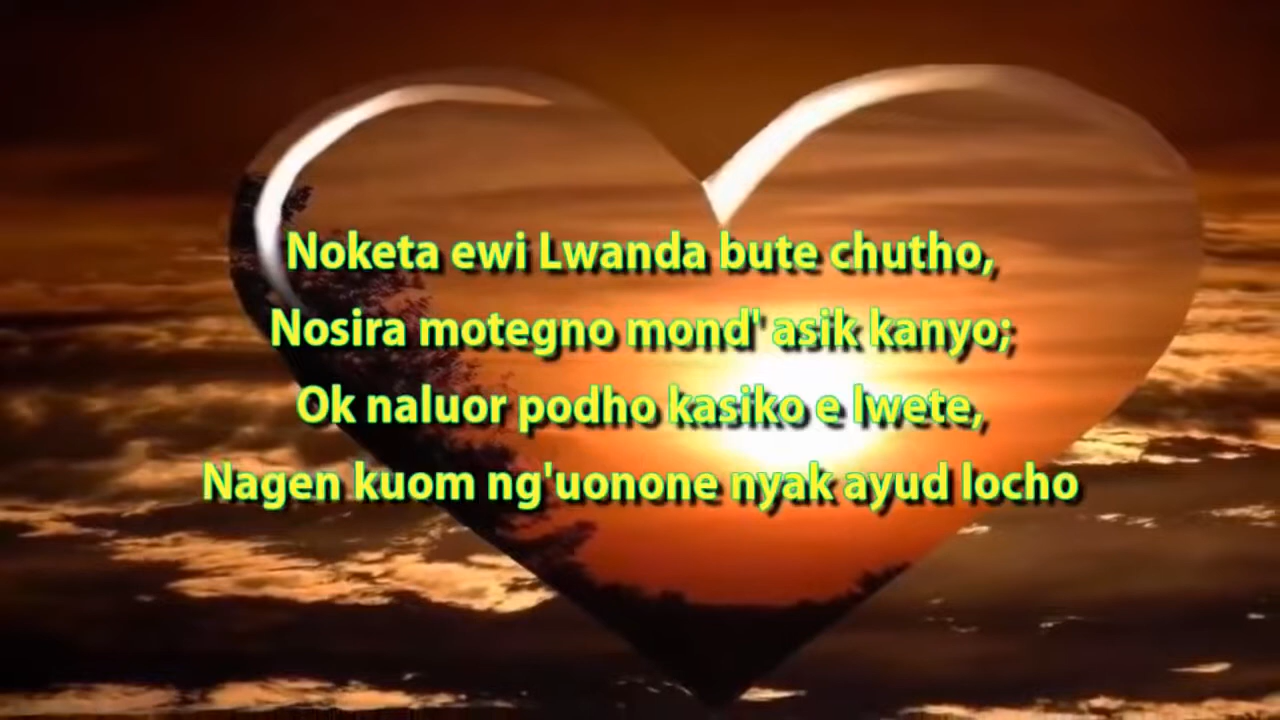 Noketa ewi Lwanda bute chutho,
Nosira motegno mond' asik kanyo;
Ok naluor podho kasiko e lwete,
Nagen kuom ng'uonone nyak ayud locho